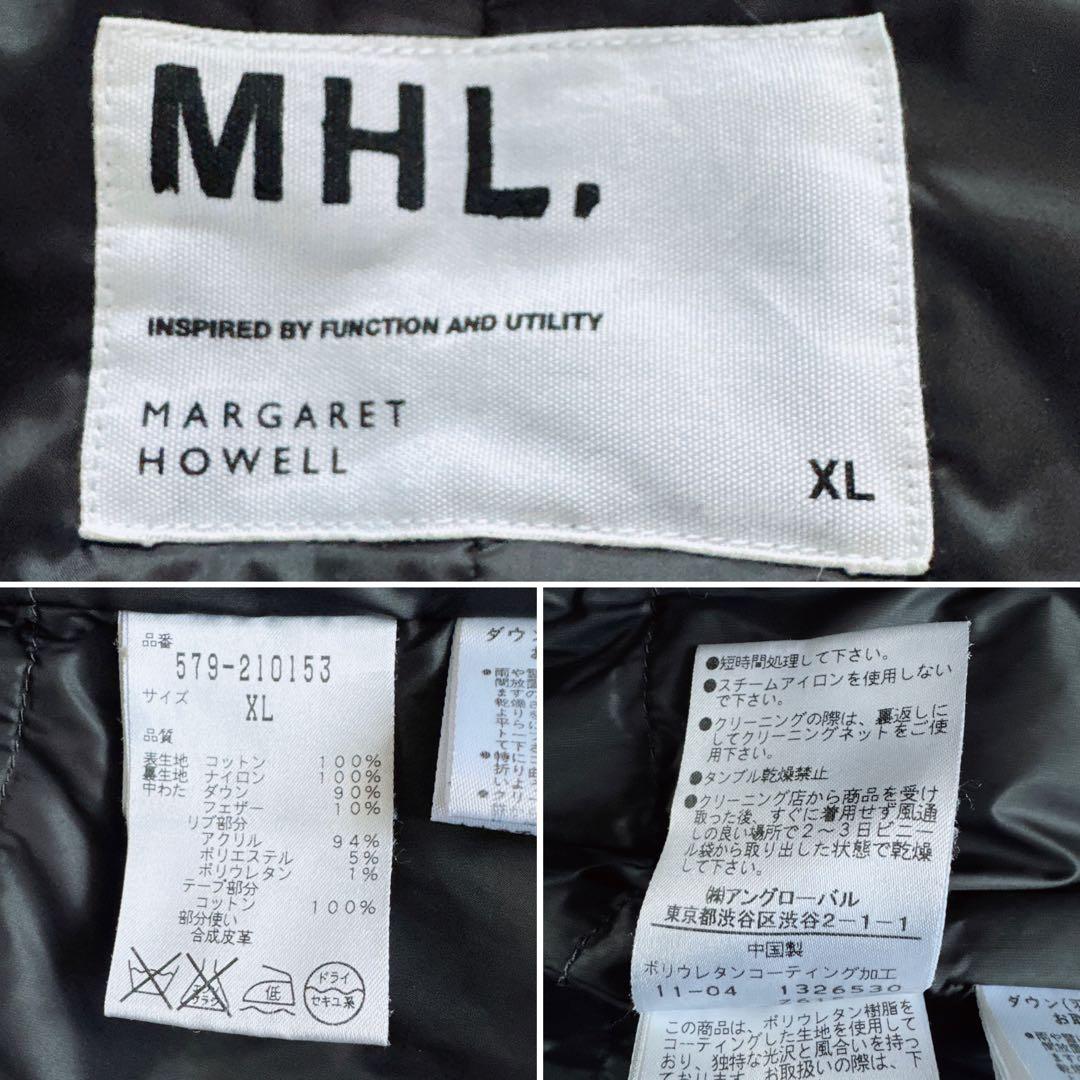 MHL.
INSPIRED BY FUNCTION AND UTILITY
MARGARET
HOWELL
XL
品番
579-210153
サイズ
XL
品質
表生地 コットン 100%
裏生地 ナイロン 100%
中わた ダウン 90%
フェザー 10%
リブ部分
アクリル 94%
ポリエステル 5%
ポリウレタン 1%
テープ部分
コットン 100%
部分使い
合成皮革
低
ドライ
セキユ系
ダウン
●短時間処理して下さい。
●スチームアイロンを使用しない
で下さい。
●クリーニングの際は、裏返しに
してクリーニングネットをご使
用下さい。
●タンブル乾燥禁止
●クリーニング店から商品を受け
取った後、すぐに着用せず風通
しの良い場所で2～3日ビニー
ル袋から取り出した状態で乾燥
して下さい。
㈱アングローバル
東京都渋谷区渋谷2-1-1
中国製
ポリウレタンコーティング加工
11-04 1326530
この商品は、ポリウレタン樹脂を
コーティングした生地を使用して
おり、独特な光沢と風合いを持っ
ております。お取扱いの際は、下
ダウン(
お取